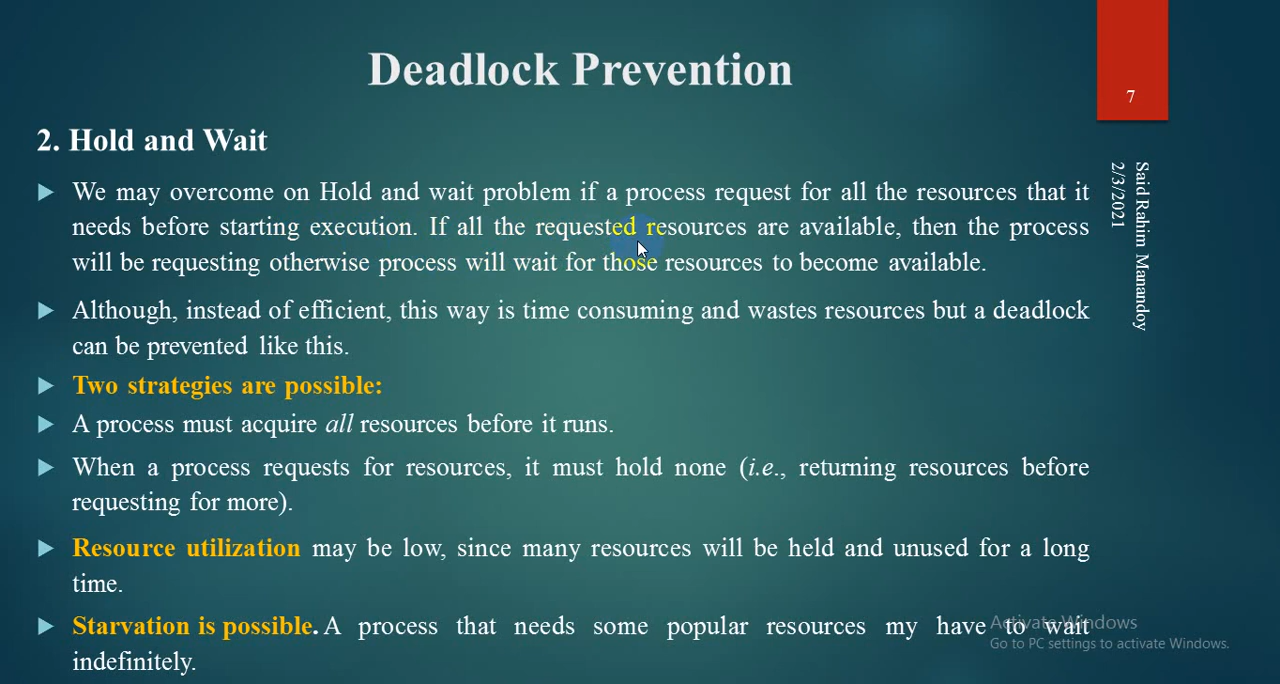 Deadlock Prevention
7
2. Hold and Wait
We may overcome on Hold and wait problem if a process request for all the resources that it
needs before starting execution. If all the requested resources are available, then the process
will be requesting otherwise process will wait for those resources to become available.
Although, instead of efficient, this way is time consuming and wastes resources but a deadlock
can be prevented like this.
Two strategies are possible:
A process must acquire all resources before it runs.
When a process requests for resources, it must hold none (i.e., returning resources before
requesting for more).
Resource utilization may be low, since many resources will be held and unused for a long
time.
Starvation is possible. A process that needs some popular resources my have to wait
indefinitely.
Said Rahim Manandoy
2/3/2021
Activate Windows
Go to PC settings to activate Windows.